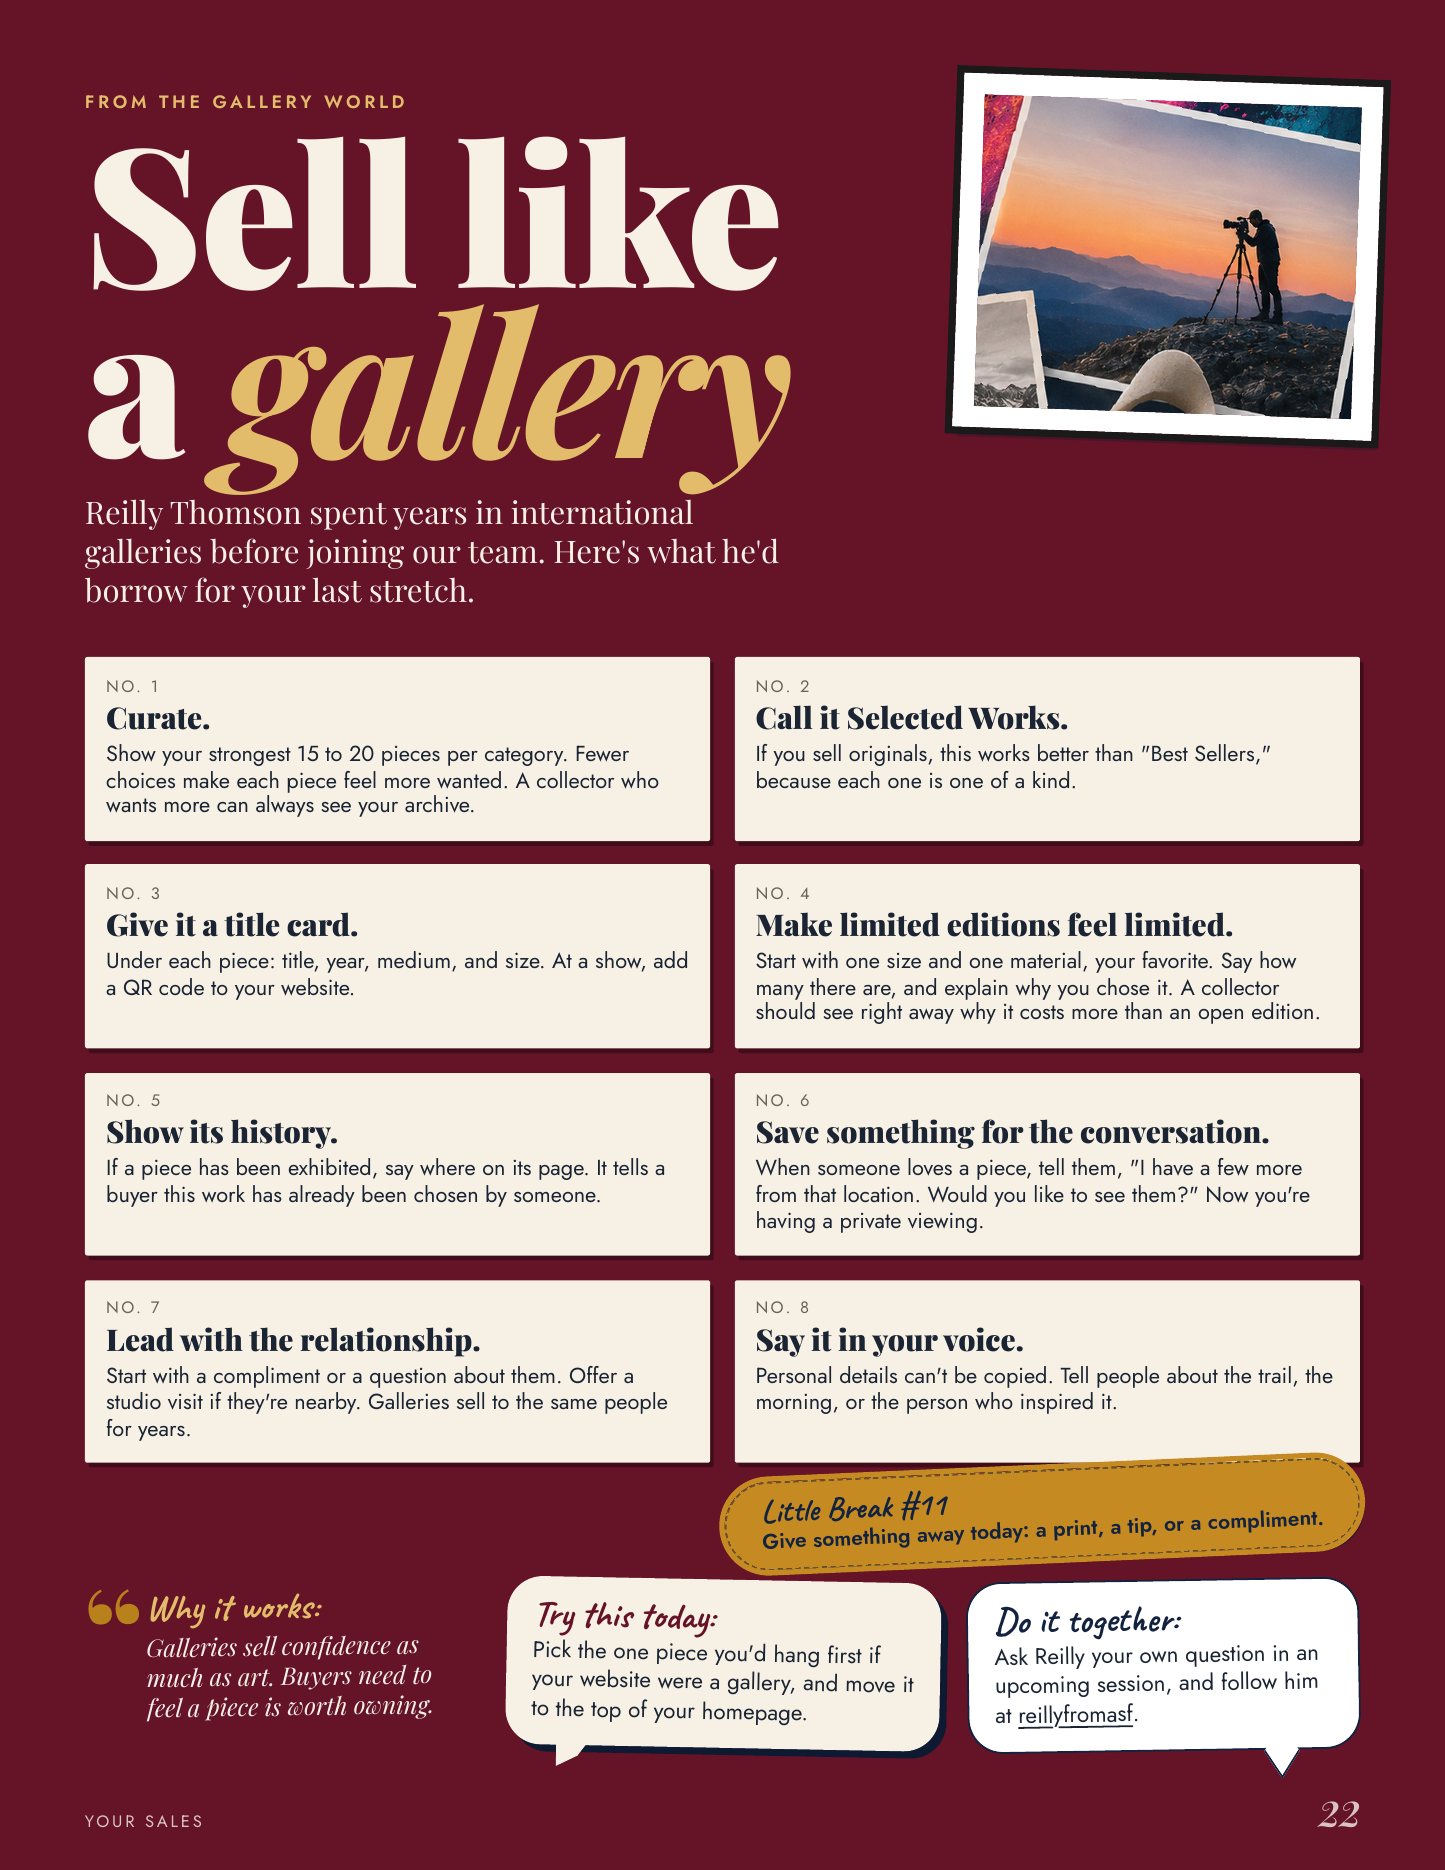 FROM THE GALLERY WORLD
Sell like
a gallery
Reilly Thomson spent years in international
galleries before joining our team. Here's what he'd
borrow for your last stretch.
NO. 1
Curate.
Show your strongest 15 to 20 pieces per category. Fewer
choices make each piece feel more wanted. A collector who
wants more can always see your archive.
NO. 2
Call it Selected Works.
If you sell originals, this works better than "Best Sellers,"
because each one is one of a kind.
NO. 3
Give it a title card.
Under each piece: title, year, medium, and size. At a show, add
a QR code to your website.
NO. 4
Make limited editions feel limited.
Start with one size and one material, your favorite. Say how
many there are, and explain why you chose it. A collector
should see right away why it costs more than an open edition.
NO. 5
Show its history.
If a piece has been exhibited, say where on its page. It tells a
buyer this work has already been chosen by someone.
NO. 6
Save something for the conversation.
When someone loves a piece, tell them, "I have a few more
from that location. Would you like to see them?" Now you're
having a private viewing.
NO. 7
Lead with the relationship.
Start with a compliment or a question about them. Offer a
studio visit if they're nearby. Galleries sell to the same people
for years.
NO. 8
Say it in your voice.
Personal details can't be copied. Tell people about the trail, the
morning, or the person who inspired it.
Little Break #11
Give something away today: a print, a tip, or a compliment.
Why it works:
Galleries sell confidence as
much as art. Buyers need to
feel a piece is worth owning.
Try this today:
Pick the one piece you'd hang first if
your website were a gallery, and move it
to the top of your homepage.
Do it together:
Ask Reilly your own question in an
upcoming session, and follow him
at reillyfromasf.
YOUR SALES
22